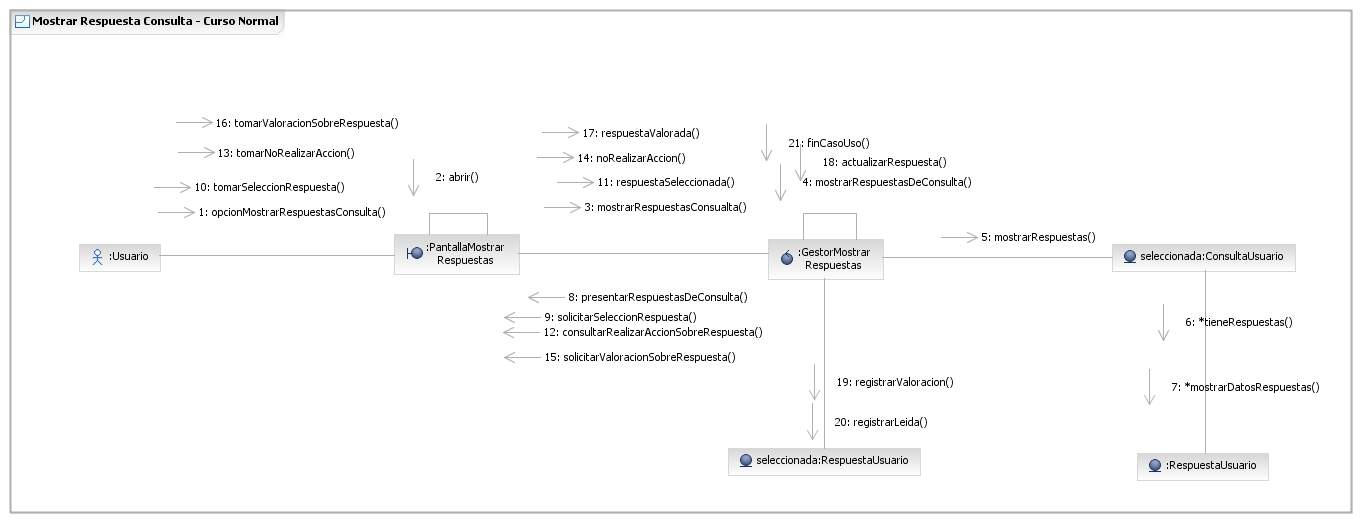 Mostrar Respuesta Consulta - Curso Normal
16: tomarValoracionSobreRespuesta()
13: tomarNoRealizarAccion()
10: tomarSeleccionRespuesta()
1: opcionMostrarRespuestasConsulta()
2: abrir()
17: respuestaValorada()
14: noRealizarAccion()
11: respuestaSeleccionada()
3: mostrarRespuestasConsualta()
21: finCasoUso()
18: actualizarRespuesta()
4: mostrarRespuestasDeConsulta()
5: mostrarRespuestas()
:Usuario
:PantallaMostrar
Respuestas
:GestorMostrar
Respuestas
seleccionada:ConsultaUsuario
8: presentarRespuestasDeConsulta()
9: solicitarSeleccionRespuesta()
12: consultarRealizarAccionSobreRespuesta()
15: solicitarValoracionSobreRespuesta()
6: *tieneRespuestas()
7: *mostrarDatosRespuestas()
19: registrarValoracion()
20: registrarLeida()
seleccionada:RespuestaUsuario
:RespuestaUsuario